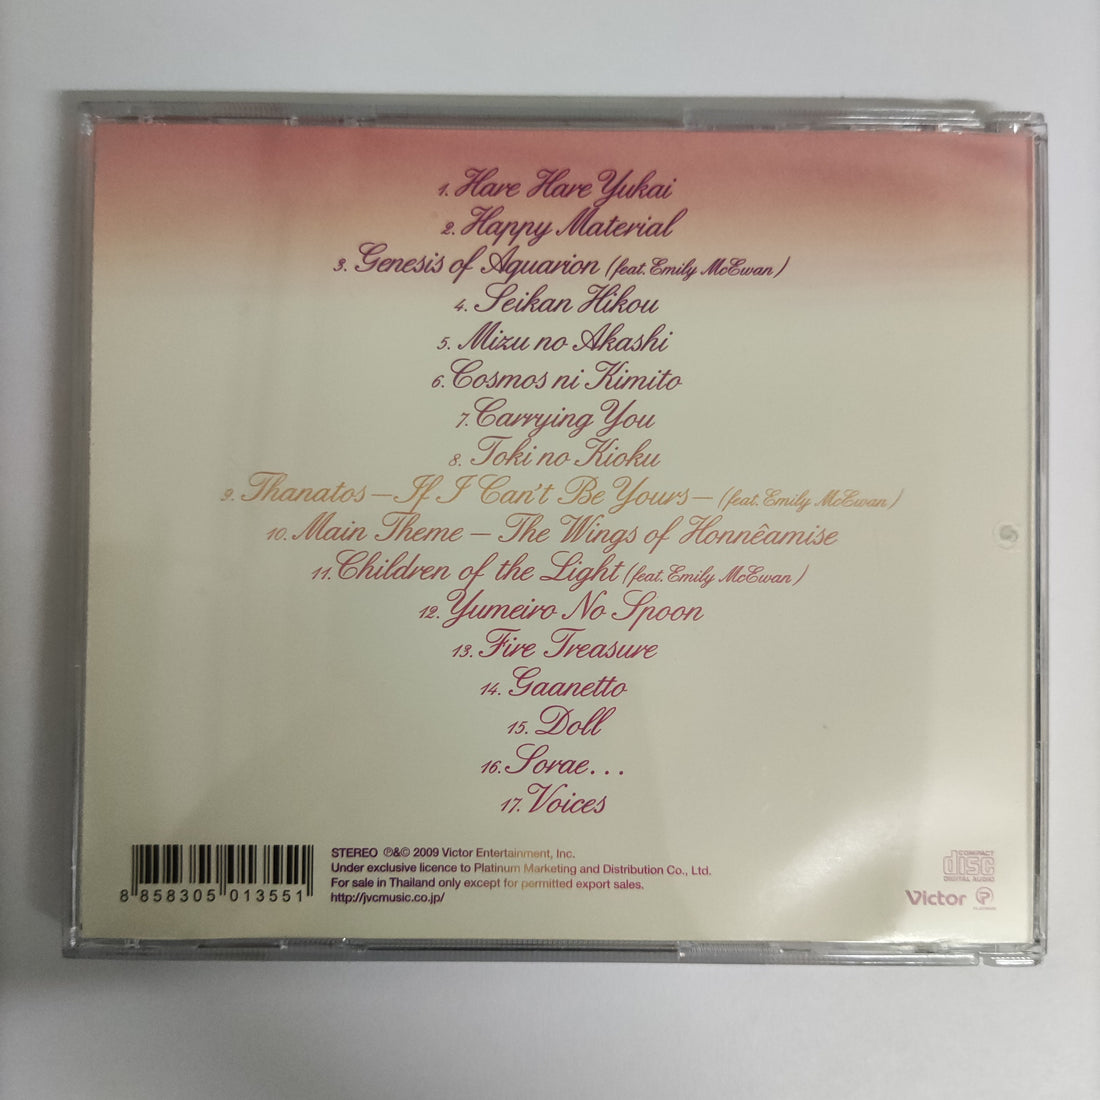 1. Hare Hare Yukai
2. Happy Material
3. Genesis of Aquarion (feat. Emily McEwan)
4. Seikan Hikou
5. Mizu no Akashi
6. Cosmos ni Kimito
7. Carrying You
8. Toki no Kioku
9. Thanatos – If I Can't Be Yours – (feat. Emily McEwan)
10. Main Theme – The Wings of Honnêamise
11. Children of the Light (feat. Emily McEwan)
12. Yumeiro No Spoon
13. Fire Treasure
14. Gaanetto
15. Doll
16. Sorae...
17. Voices
8 858305 013551
STEREO ℗&© 2009 Victor Entertainment, Inc.
Under exclusive licence to Platinum Marketing and Distribution Co., Ltd.
For sale in Thailand only except for permitted export sales.
http://jvcmusic.co.jp/
COMPACT
disc
DIGITAL AUDIO
Victor
PLATINUM